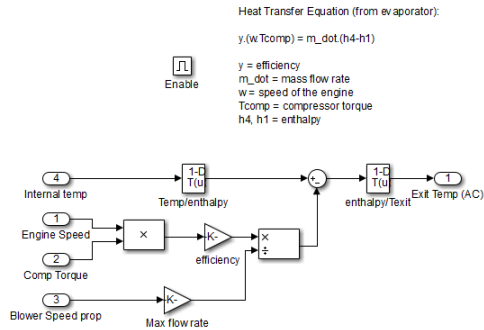 Heat Transfer Equation (from evaporator):
y.(w.Tcomp) = m_dot.(h4-h1)
y = efficiency
m_dot = mass flow rate
w = speed of the engine
Tcomp = compressor torque
h4, h1 = enthalpy
Enable
4
Internal temp
1-D
T(u
Temp/enthalpy
+
-
1-D
T(u
enthalpy/Texit
1
Exit Temp (AC)
1
Engine Speed
2
Comp Torque
×
K-
efficiency
×
÷
3
Blower Speed prop
K-
Max flow rate